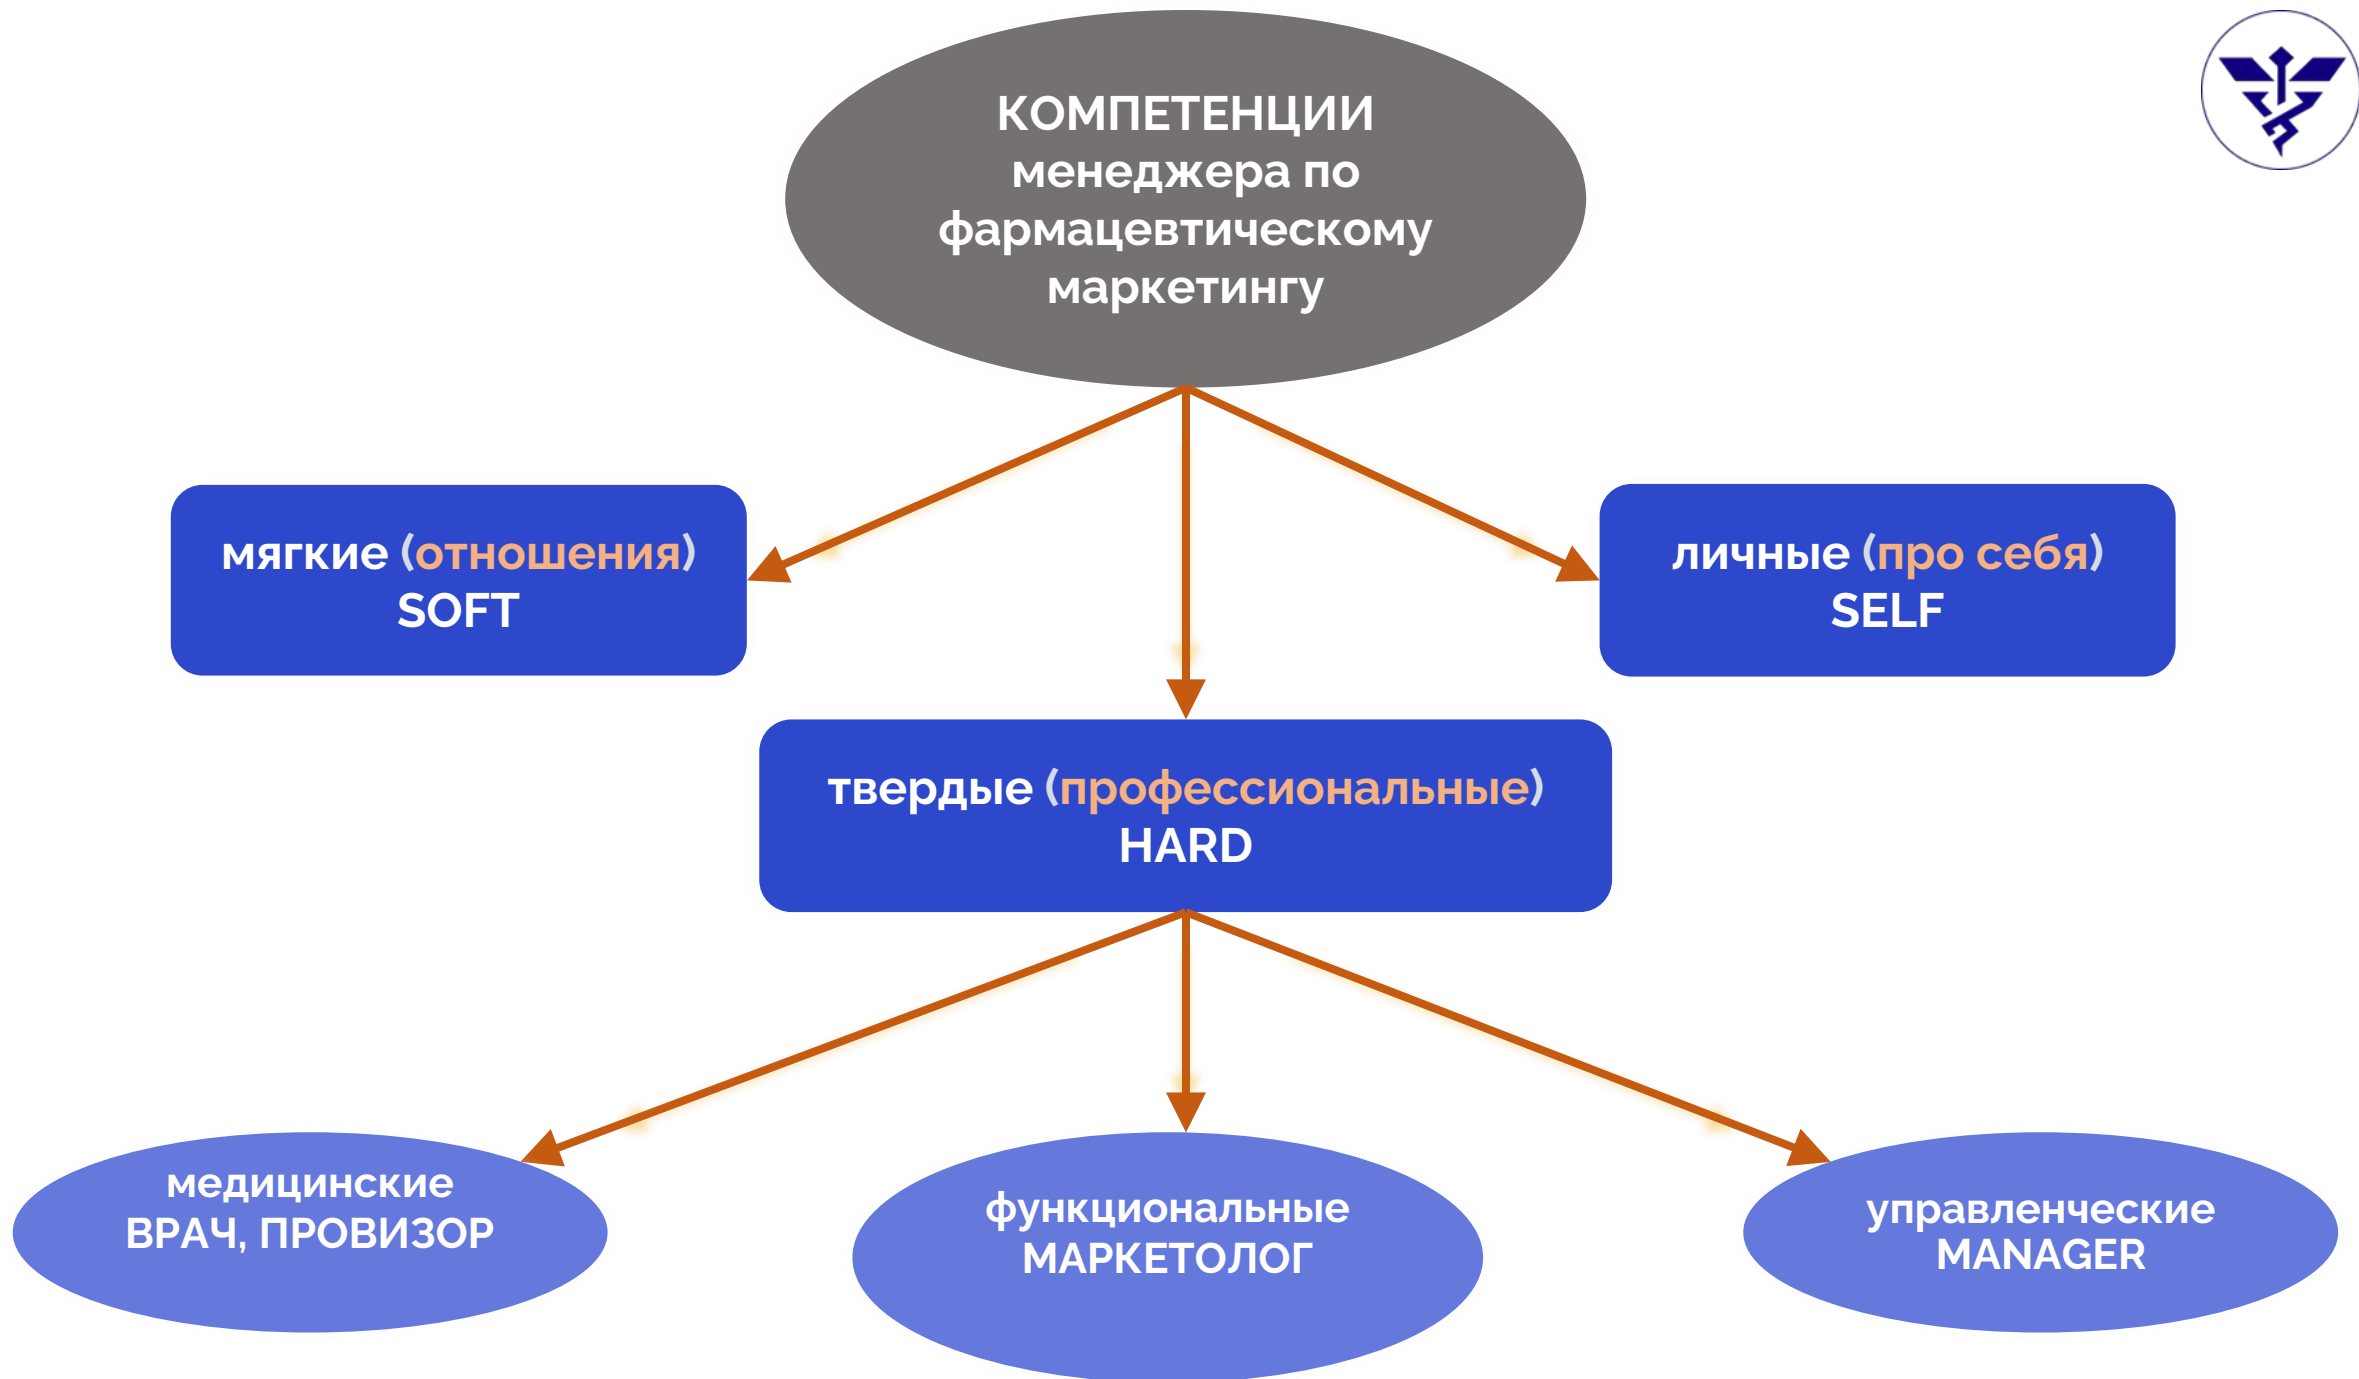 КОМПЕТЕНЦИИ
менеджера по
фармацевтическому
маркетингу
мягкие (отношения)
SOFT
личные (про себя)
SELF
твердые (профессиональные)
HARD
медицинские
ВРАЧ, ПРОВИЗОР
функциональные
МАРКЕТОЛОГ
управленческие
MANAGER